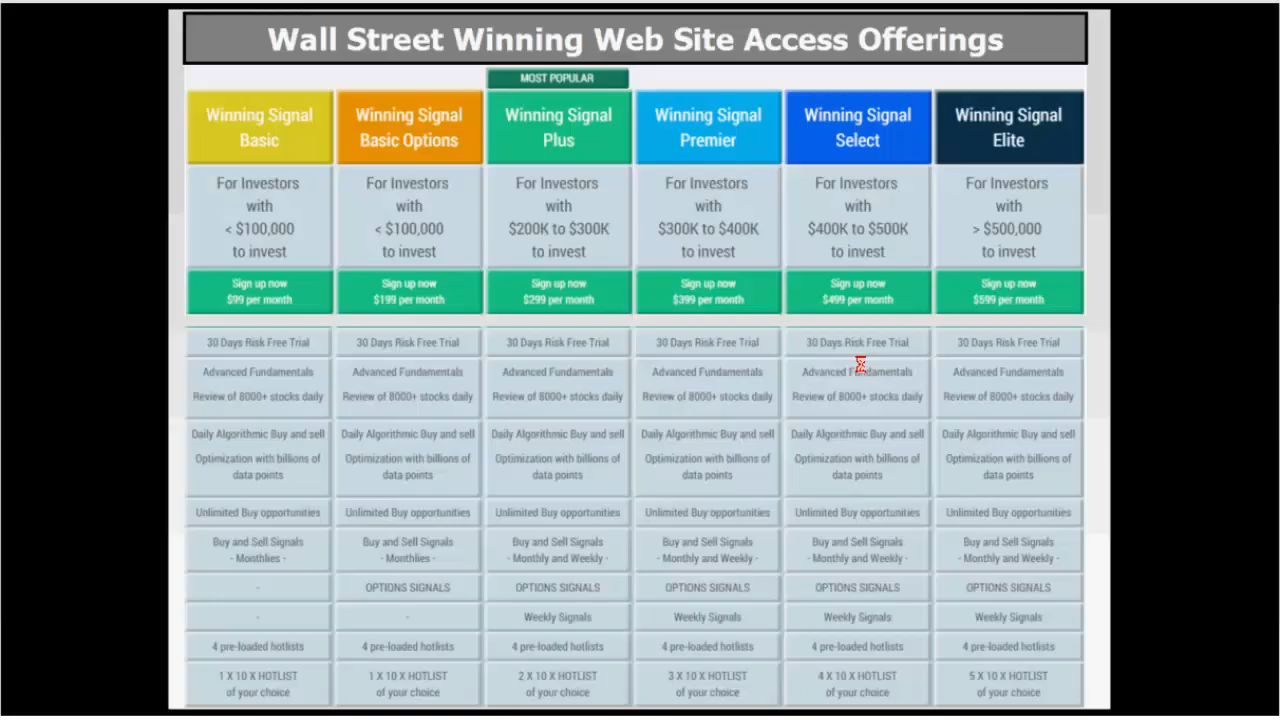 Wall Street Winning Web Site Access Offerings
MOST POPULAR
Winning Signal
Basic
Winning Signal
Basic Options
Winning Signal
Plus
Winning Signal
Premier
Winning Signal
Select
Winning Signal
Elite
For Investors
with
< $100,000
to invest
For Investors
with
< $100,000
to invest
For Investors
with
$200K to $300K
to invest
For Investors
with
$300K to $400K
to invest
For Investors
with
$400K to $500K
to invest
For Investors
with
> $500,000
to invest
Sign up now
$99 per month
Sign up now
$199 per month
Sign up now
$299 per month
Sign up now
$399 per month
Sign up now
$499 per month
Sign up now
$599 per month
30 Days Risk Free Trial
30 Days Risk Free Trial
30 Days Risk Free Trial
30 Days Risk Free Trial
30 Days Risk Free Trial
30 Days Risk Free Trial
Advanced Fundamentals
Review of 8000+ stocks daily
Advanced Fundamentals
Review of 8000+ stocks daily
Advanced Fundamentals
Review of 8000+ stocks daily
Advanced Fundamentals
Review of 8000+ stocks daily
Advanced Fundamentals
Review of 8000+ stocks daily
Advanced Fundamentals
Review of 8000+ stocks daily
Daily Algorithmic Buy and sell
Optimization with billions of
data points
Daily Algorithmic Buy and sell
Optimization with billions of
data points
Daily Algorithmic Buy and sell
Optimization with billions of
data points
Daily Algorithmic Buy and sell
Optimization with billions of
data points
Daily Algorithmic Buy and sell
Optimization with billions of
data points
Daily Algorithmic Buy and sell
Optimization with billions of
data points
Unlimited Buy opportunities
Unlimited Buy opportunities
Unlimited Buy opportunities
Unlimited Buy opportunities
Unlimited Buy opportunities
Unlimited Buy opportunities
Buy and Sell Signals
- Monthlies -
Buy and Sell Signals
- Monthlies -
Buy and Sell Signals
- Monthly and Weekly -
Buy and Sell Signals
- Monthly and Weekly -
Buy and Sell Signals
- Monthly and Weekly -
Buy and Sell Signals
- Monthly and Weekly -
-
OPTIONS SIGNALS
OPTIONS SIGNALS
OPTIONS SIGNALS
OPTIONS SIGNALS
OPTIONS SIGNALS
-
-
Weekly Signals
Weekly Signals
Weekly Signals
Weekly Signals
4 pre-loaded hotlists
4 pre-loaded hotlists
4 pre-loaded hotlists
4 pre-loaded hotlists
4 pre-loaded hotlists
4 pre-loaded hotlists
1 X 10 X HOTLIST
of your choice
1 X 10 X HOTLIST
of your choice
2 X 10 X HOTLIST
of your choice
3 X 10 X HOTLIST
of your choice
4 X 10 X HOTLIST
of your choice
5 X 10 X HOTLIST
of your choice